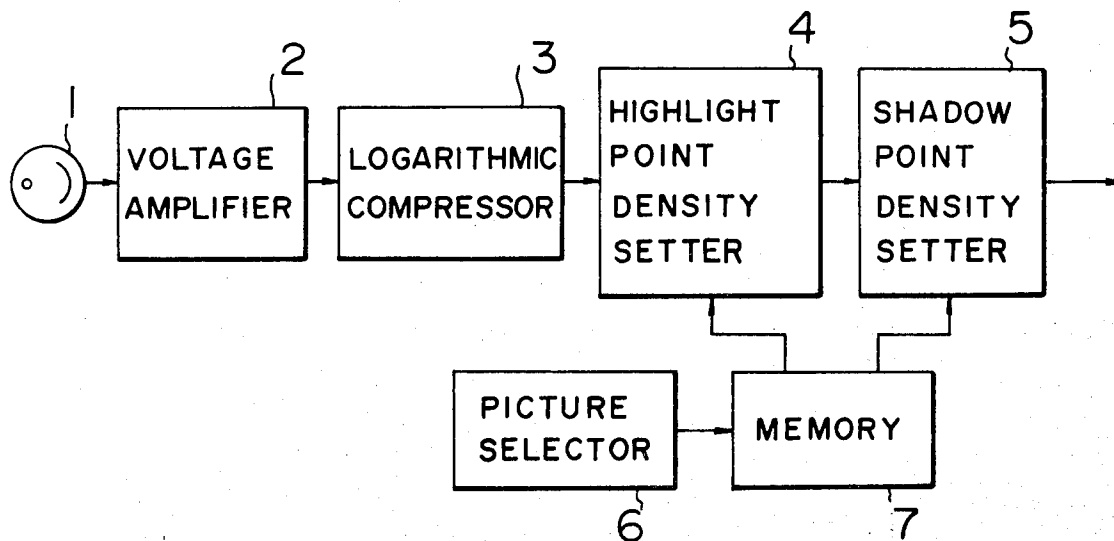 1
2
3
4
5
VOLTAGE
AMPLIFIER
LOGARITHMIC
COMPRESSOR
HIGHLIGHT
POINT
DENSITY
SETTER
SHADOW
POINT
DENSITY
SETTER
PICTURE
SELECTOR
MEMORY
6
7